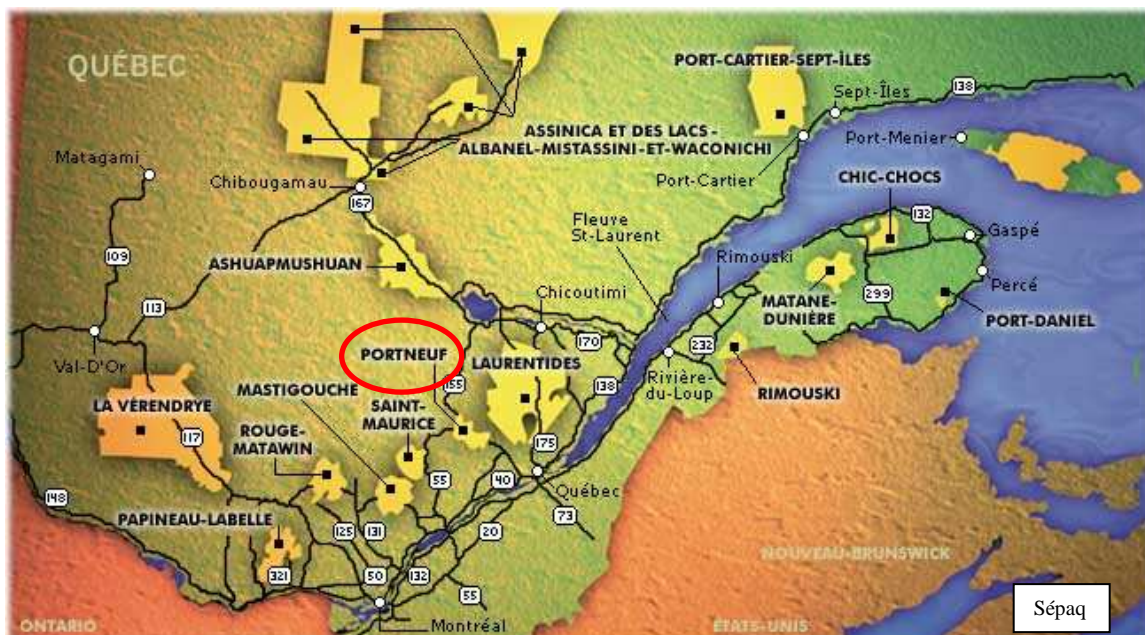 QUÉBEC
PORT-CARTIER-SEPT-ÎLES
Sept-Îles
138
ASSINICA ET DES LACS -
ALBANEL-MISTASSINI-ET-WACONICHI
Port-Menier
Matagami
Chibougamau
Port-Cartier
CHIC-CHOCS
167
Fleuve
St-Laurent
132
Gaspé
109
ASHUAPMUSHUAN
Rimouski
Percé
113
Chicoutimi
MATANE-
DUNIÈRE
299
PORT-DANIEL
Val-D'Or
PORTNEUF
170
232
LAURENTIDES
155
138
Rivière-
du-Loup
RIMOUSKI
MASTIGOUCHE
LA VÉRENDRYE
SAINT-
MAURICE
117
ROUGE-
MATAWIN
175
55
40
Québec
148
PAPINEAU-LABELLE
125
131
20
73
NOUVEAU-BRUNSWICK
321
50
132
55
ONTARIO
Montréal
ÉTATS-UNIS
Sépaq